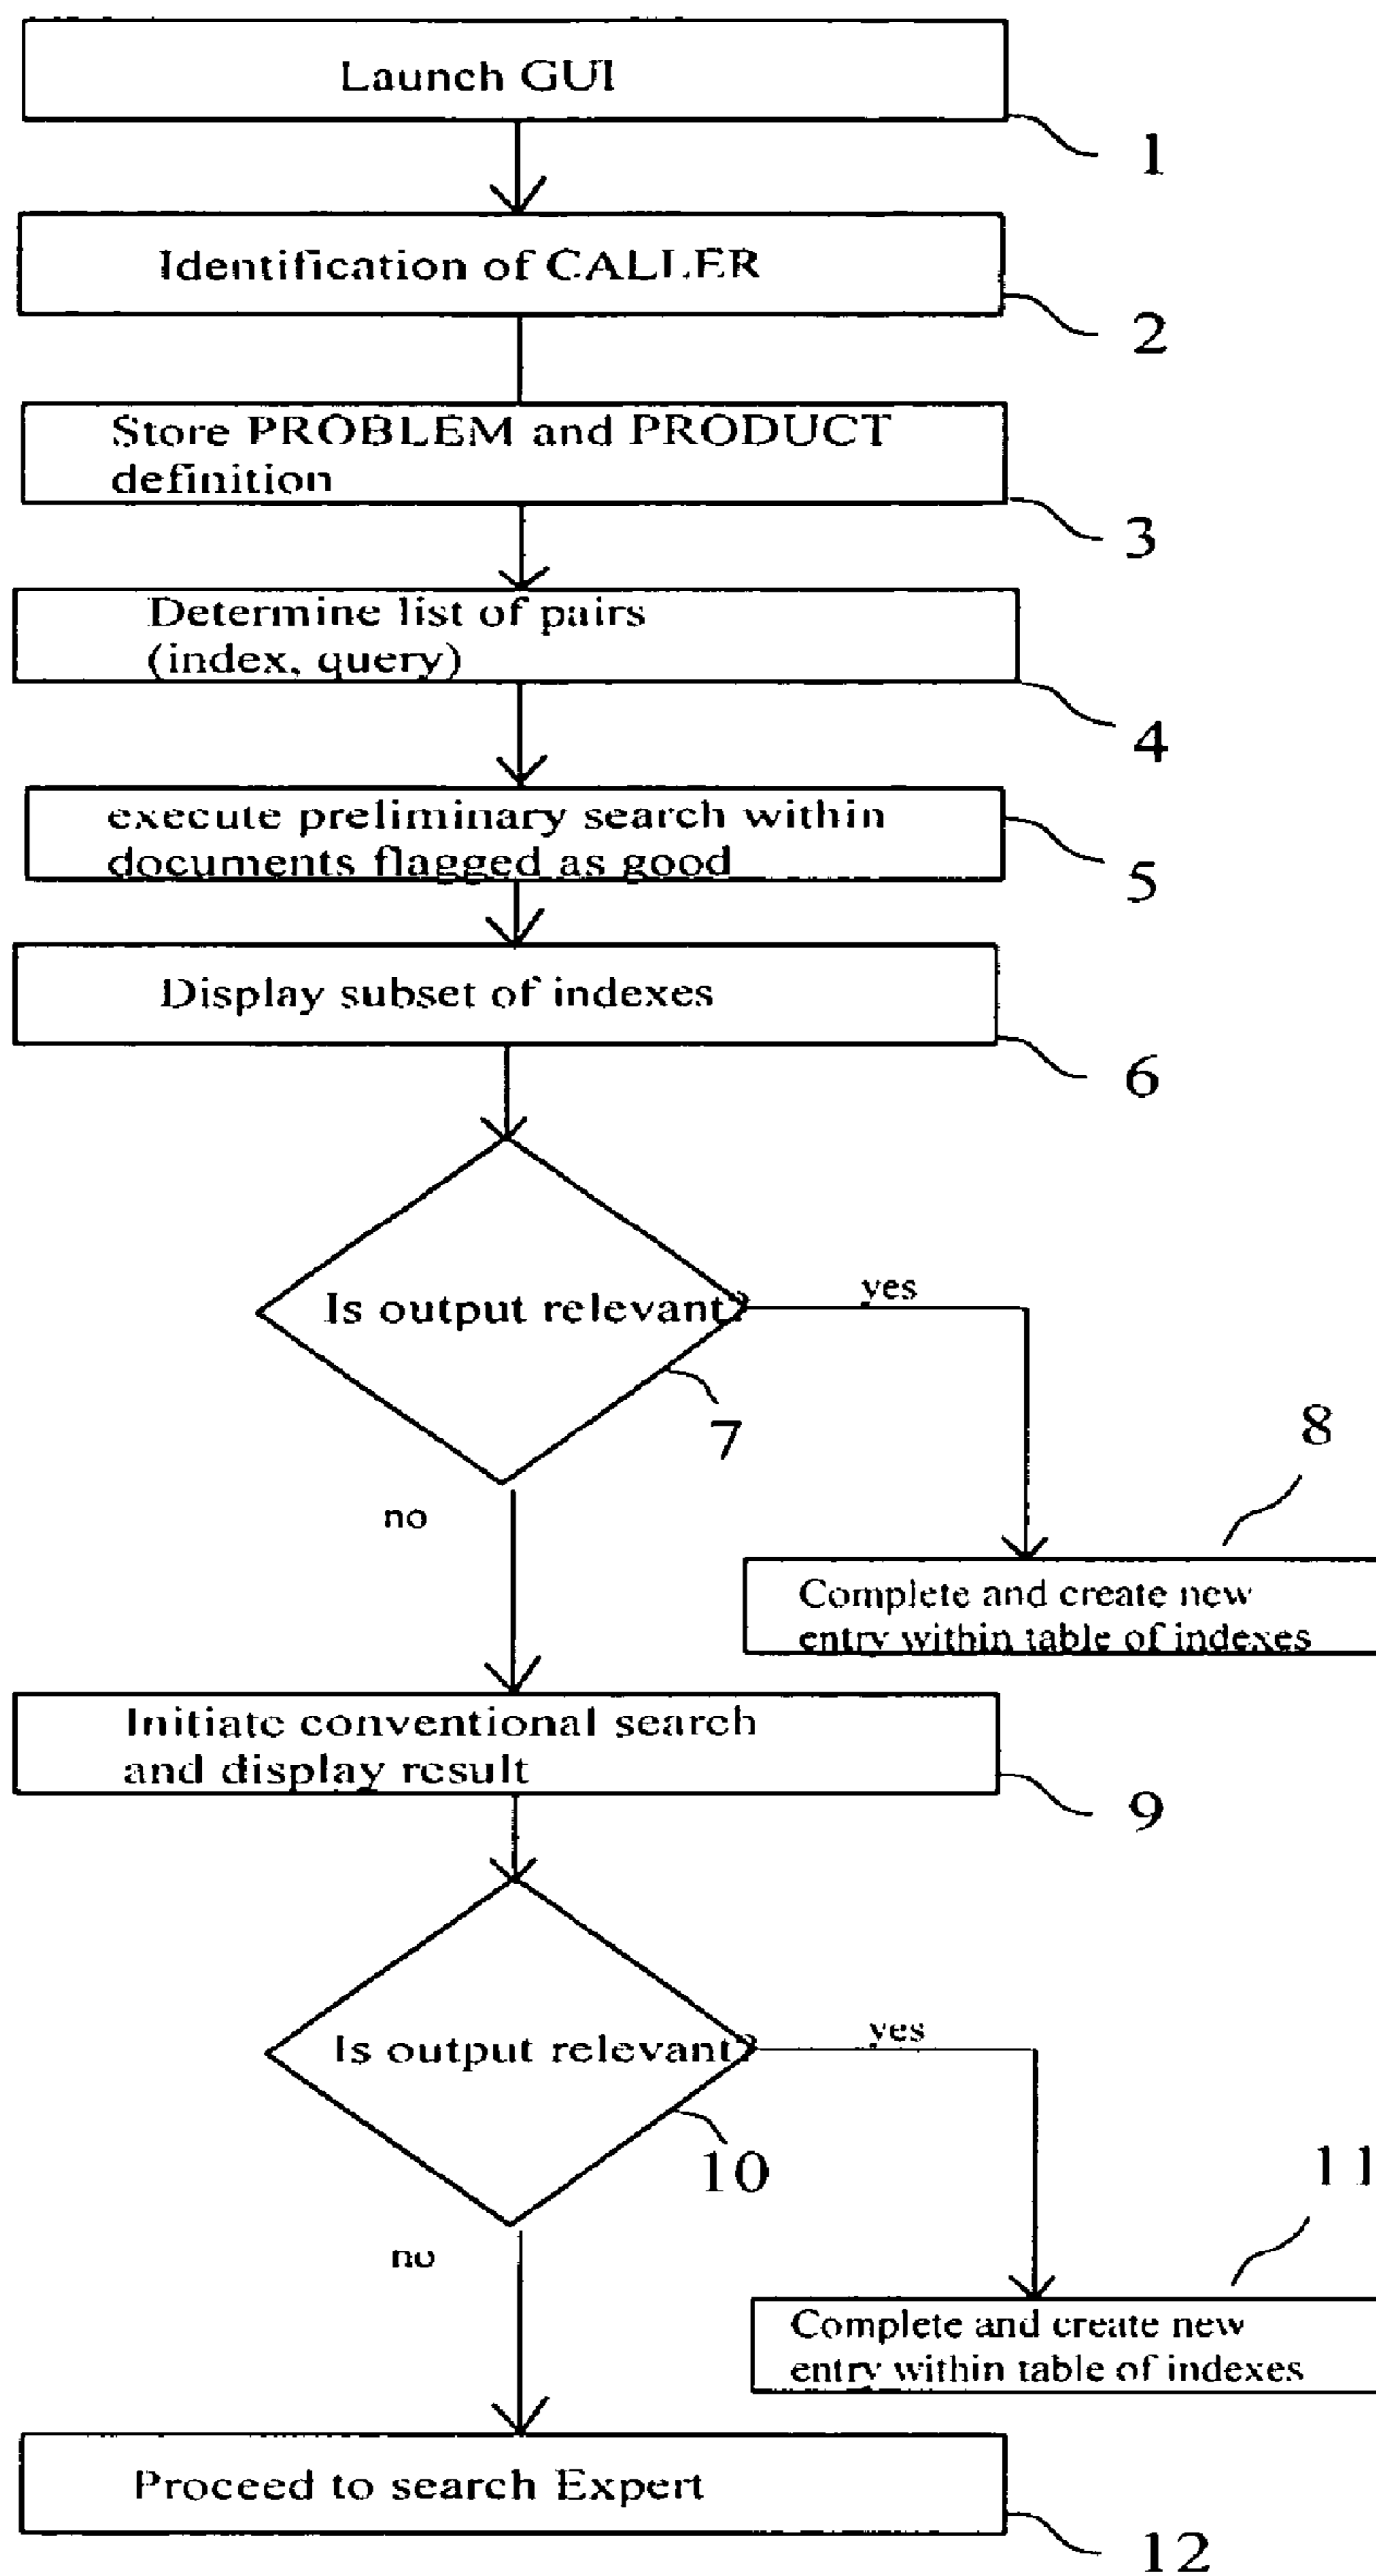 Launch GUI
1
Identification of CALLER
2
Store PROBLEM and PRODUCT
definition
3
Determine list of pairs
(index, query)
4
execute preliminary search within
documents flagged as good
5
Display subset of indexes
6
Is output relevant?
yes
7
8
no
Complete and create new
entry within table of indexes
Initiate conventional search
and display result
9
Is output relevant?
yes
10
11
no
Complete and create new
entry within table of indexes
Proceed to search Expert
12